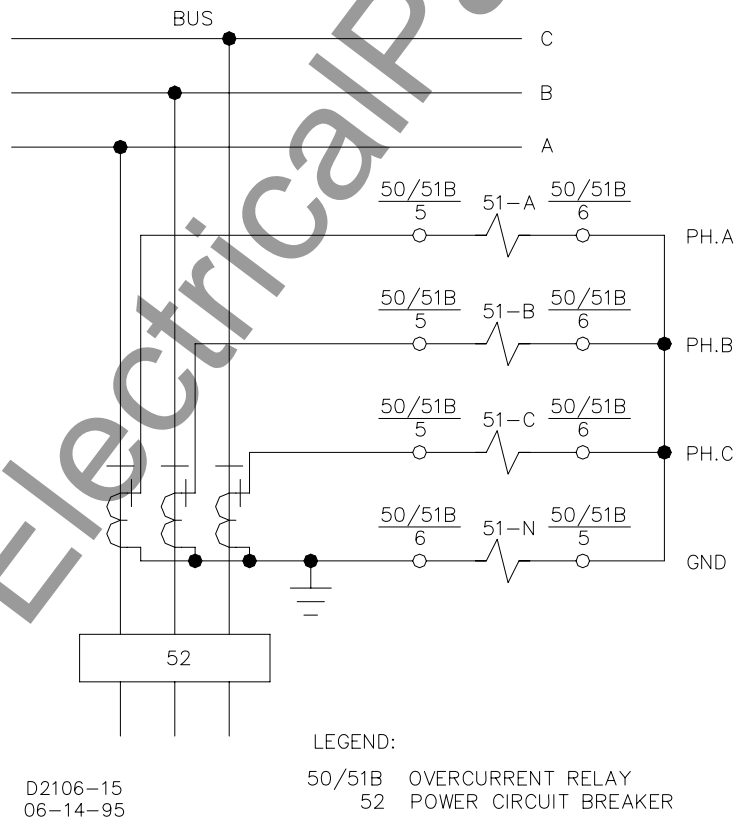 BUS
C
B
A
50/51B 51-A 50/51B
5 6
PH.A
50/51B 51-B 50/51B
5 6
PH.B
50/51B 51-C 50/51B
5 6
PH.C
50/51B 51-N 50/51B
6 5
GND
52
LEGEND:
50/51B OVERCURRENT RELAY
52 POWER CIRCUIT BREAKER
D2106-15
06-14-95
ElectricalPa